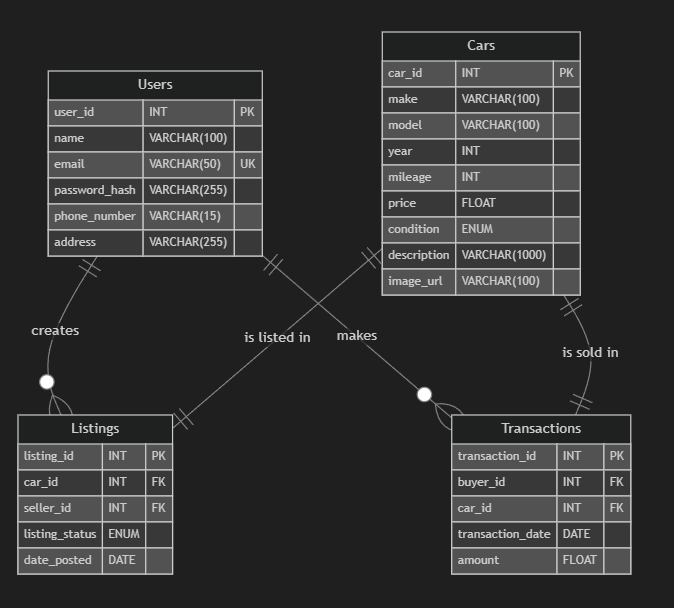 Users
user_id INT PK
name VARCHAR(100)
email VARCHAR(50) UK
password_hash VARCHAR(255)
phone_number VARCHAR(15)
address VARCHAR(255)
Cars
car_id INT PK
make VARCHAR(100)
model VARCHAR(100)
year INT
mileage INT
price FLOAT
condition ENUM
description VARCHAR(1000)
image_url VARCHAR(100)
creates
is listed in
makes
is sold in
Listings
listing_id INT PK
car_id INT FK
seller_id INT FK
listing_status ENUM
date_posted DATE
Transactions
transaction_id INT PK
buyer_id INT FK
car_id INT FK
transaction_date DATE
amount FLOAT